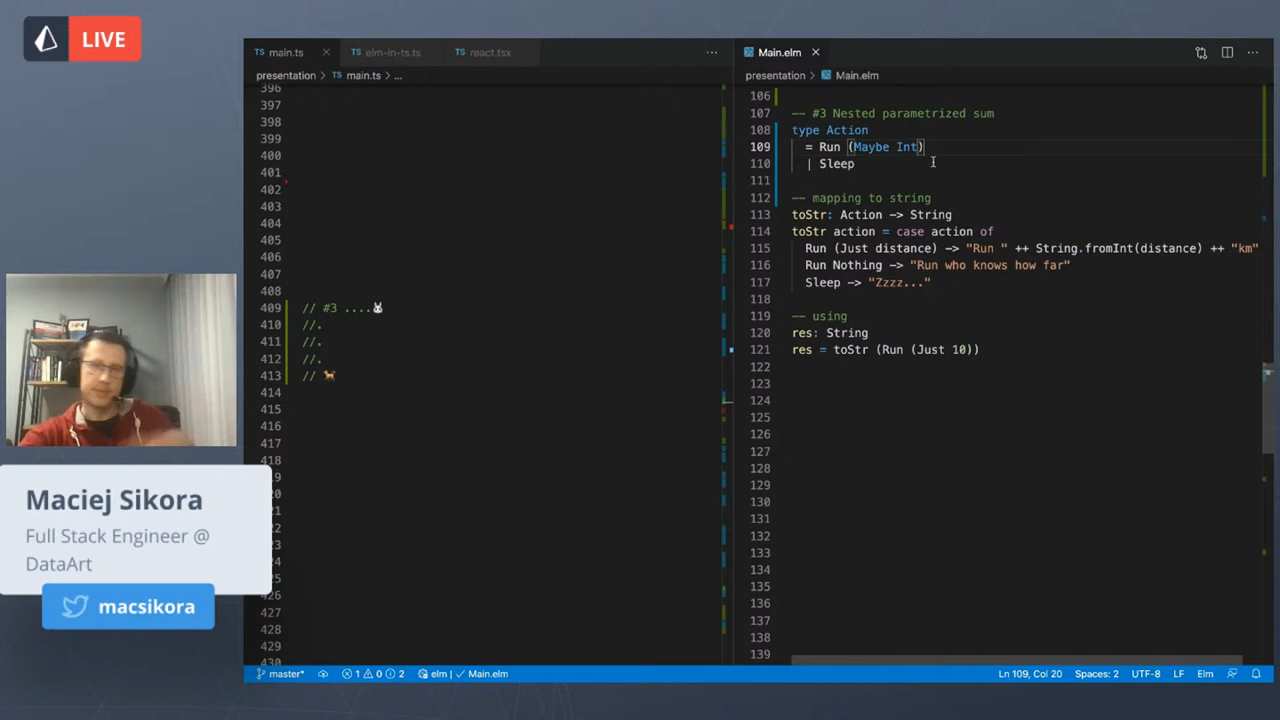 LIVE
main.ts
elm-in-ts.ts
react.tsx
presentation > main.ts > ...
396
397
398
399
400
401
402
403
404
405
406
407
408
409 // #3 ....🐰
410 //.
411 //.
412 //.
413 // 🐕
414
415
416
417
418
419
420
421
422
423
424
425
426
427
428
429
430
Main.elm
presentation > Main.elm
106
107 -- #3 Nested parametrized sum
108 type Action
109 = Run (Maybe Int)
110 | Sleep
111
112 -- mapping to string
113 toStr: Action -> String
114 toStr action = case action of
115 Run (Just distance) -> "Run " ++ String.fromInt(distance) ++ "km"
116 Run Nothing -> "Run who knows how far"
117 Sleep -> "Zzzz..."
118
119 -- using
120 res: String
121 res = toStr (Run (Just 10))
122
123
124
125
126
127
128
129
130
131
132
133
134
135
136
137
138
139
Maciej Sikora
Full Stack Engineer @
DataArt
macsikora
master* 1 0 2 elm | ✓ Main.elm Ln 109, Col 20 Spaces: 2 UTF-8 LF Elm